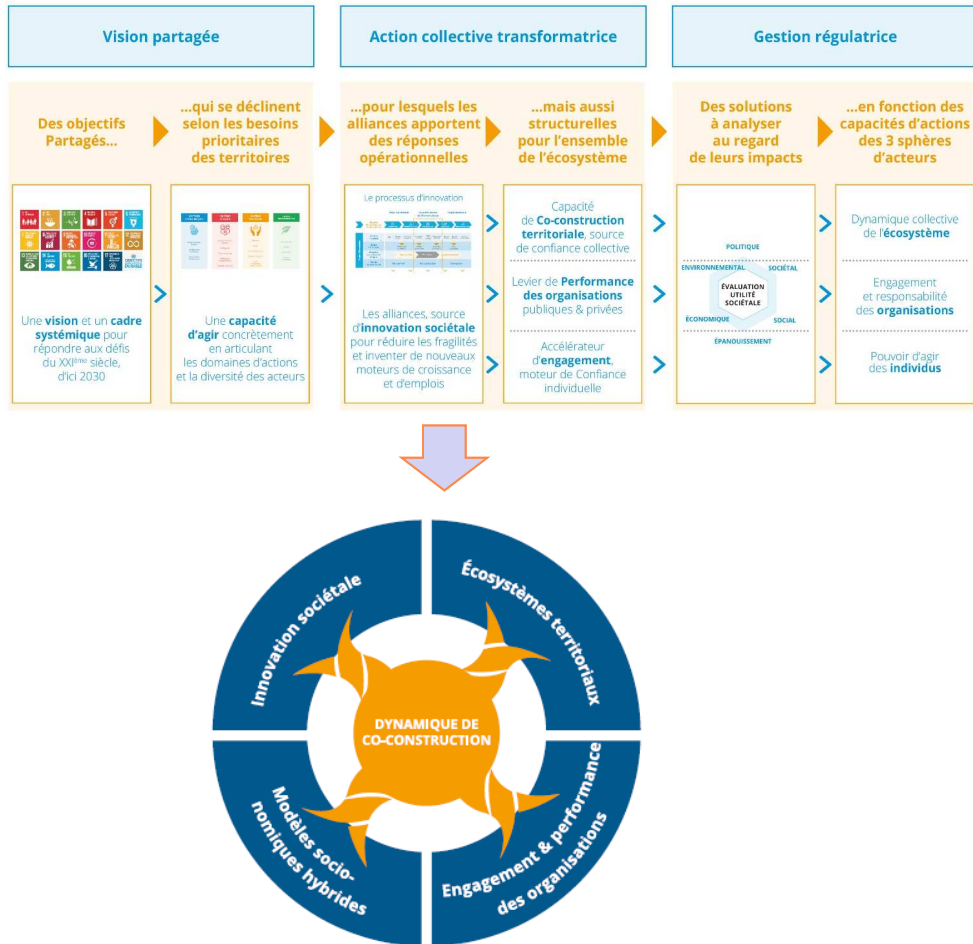 Vision partagée
Action collective transformatrice
Gestion régulatrice
Des objectifs
Partagés...
...qui se déclinent
selon les besoins
prioritaires
des territoires
...pour lesquels les
alliances apportent
des réponses
opérationnelles
...mais aussi
structurelles
pour l'ensemble
de l'écosystème
Des solutions
à analyser
au regard
de leurs impacts
...en fonction des
capacités d'actions
des 3 sphères
d'acteurs
Une vision et un cadre
systémique pour
répondre aux défis
du XXIème siècle,
d'ici 2030
Une capacité
d'agir concrètement
en articulant
les domaines d'actions
et la diversité des acteurs
Le processus d'innovation
Les alliances, source
d'innovation sociétale
pour réduire les fragilités
et inventer de nouveaux
moteurs de croissance
et d'emplois
Capacité
de Co-construction
territoriale, source
de confiance collective
Levier de Performance
des organisations
publiques & privées
Accélérateur
d'engagement,
moteur de Confiance
individuelle
POLITIQUE
ENVIRONNEMENTAL
SOCIÉTAL
ÉVALUATION
UTILITÉ
SOCIÉTALE
ÉCONOMIQUE
SOCIAL
ÉPANOUISSEMENT
Dynamique collective
de l'écosystème
Engagement
et responsabilité
des organisations
Pouvoir d'agir
des individus
Innovation sociétale
Écosystèmes territoriaux
DYNAMIQUE DE
CO-CONSTRUCTION
Modèles socio-
nomiques hybrides
Engagement & performance
des organisations